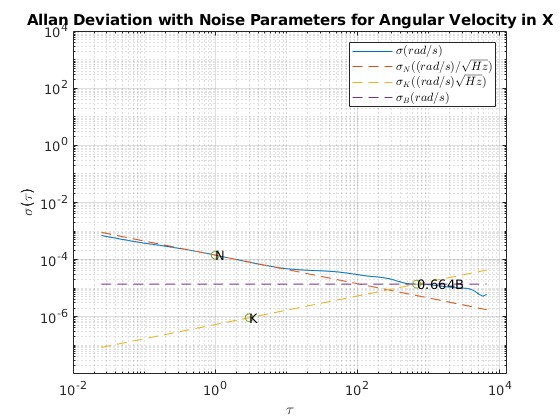 Allan Deviation with Noise Parameters for Angular Velocity in X
10^4
σ(rad/s)
σ_N((rad/s)/√Hz)
σ_K((rad/s)√Hz)
σ_B(rad/s)
10^2
10^0
σ(τ)
10^-2
10^-4
N
0.664B
10^-6
K
10^-2
10^0
10^2
10^4
τ